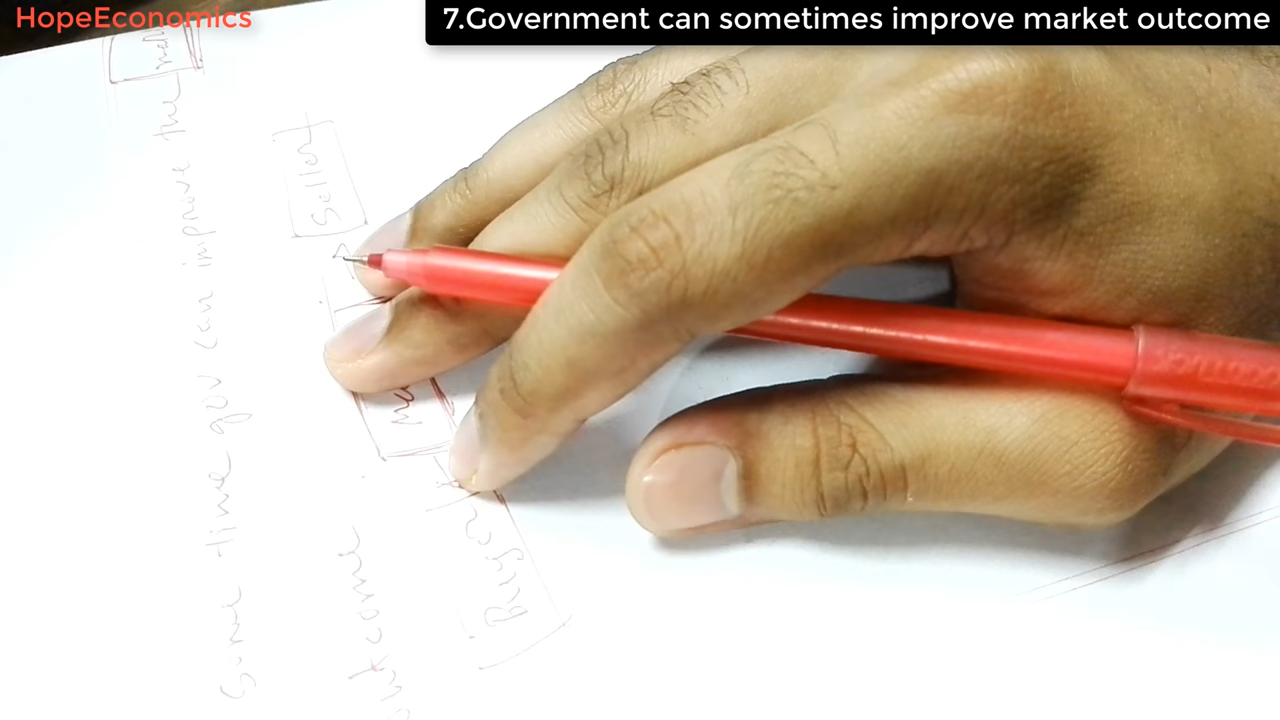 HopeEconomics
7.Government can sometimes improve market outcome
Some time gov can improve the
outcome
Seller
Buyer